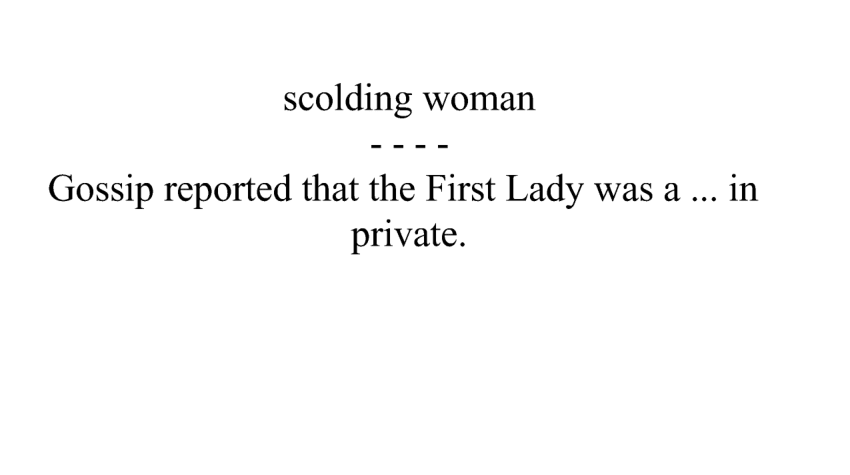 scolding woman
- - - -
Gossip reported that the First Lady was a ... in
private.